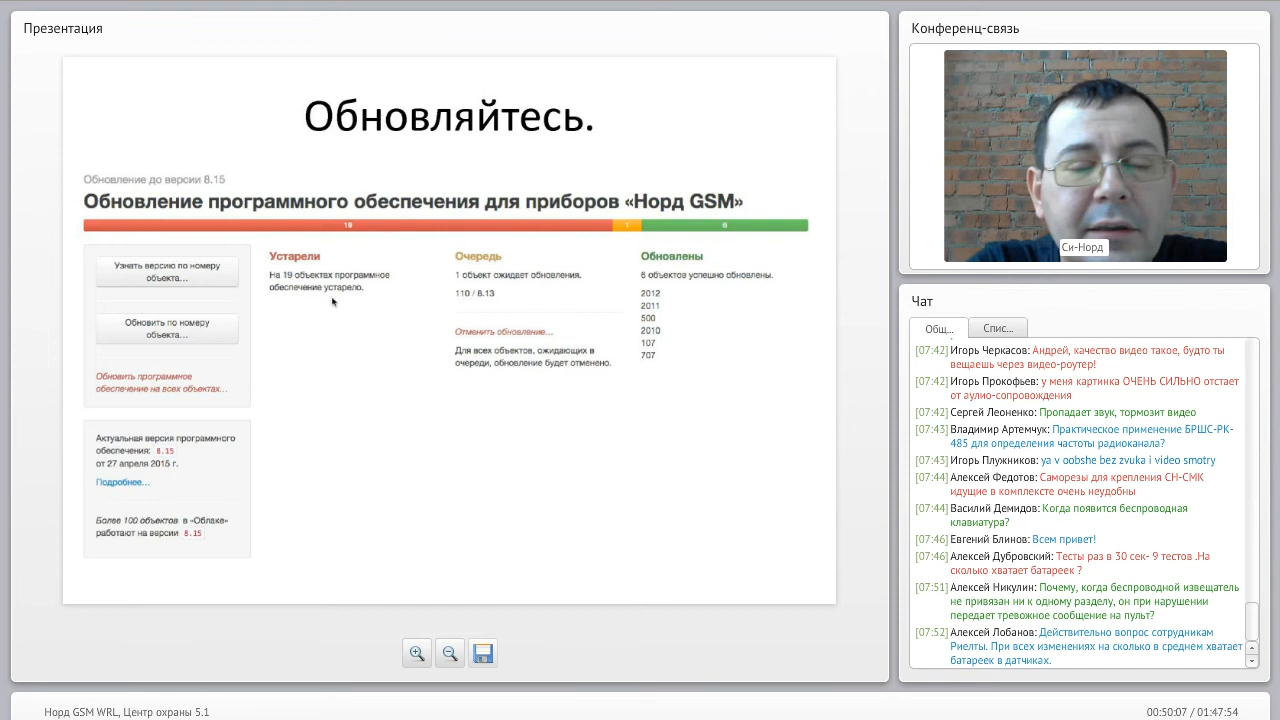 Презентация
Обновляйтесь.
Обновление до версии 8.15
Обновление программного обеспечения для приборов «Норд GSM»
19 1 6
Узнать версию по номеру
объекта...
Обновить по номеру
объекта...
Обновить программное
обеспечение на всех объектах...
Актуальная версия программного
обеспечения: 8.15
от 27 апреля 2015 г.
Подробнее...
Более 100 объектов в «Облаке»
работают на версии 8.15
Устарели
На 19 объектах программное
обеспечение устарело.
Очередь
1 объект ожидает обновления.
110 / 8.13
Отменить обновление...
Для всех объектов, ожидающих в
очереди, обновление будет отменено.
Обновлены
6 объектов успешно обновлены.
2012
2011
500
2010
107
707
Конференц-связь
Си-Норд
Чат
Общ...
Спис...
[07:42] Игорь Черкасов: Андрей, качество видео такое, будто ты
вещаешь через видео-роутер!
[07:42] Игорь Прокофьев: у меня картинка ОЧЕНЬ СИЛЬНО отстает
от аулио-сопровождения
[07:42] Сергей Леоненко: Пропадает звук, тормозит видео
[07:43] Владимир Артемчук: Практическое применение БРШС-РК-
485 для определения частоты радиоканала?
[07:43] Игорь Плужников: ya v oobshe bez zvuka i video smotry
[07:44] Алексей Федотов: Саморезы для крепления СН-СМК
идущие в комплексте очень неудобны
[07:44] Василий Демидов: Когда появится беспроводная
клавиатура?
[07:46] Евгений Блинов: Всем привет!
[07:46] Алексей Дубровский: Тесты раз в 30 сек- 9 тестов .На
сколько хватает батареек ?
[07:51] Алексей Никулин: Почему, когда беспроводной извещатель
не привязан ни к одному разделу, он при нарушении
передает тревожное сообщение на пульт?
[07:52] Алексей Лобанов: Действительно вопрос сотрудникам
Риелты. При всех изменениях на сколько в среднем хватает
батареек в датчиках.
Норд GSM WRL, Центр охраны 5.1
00:50:07 / 01:47:54